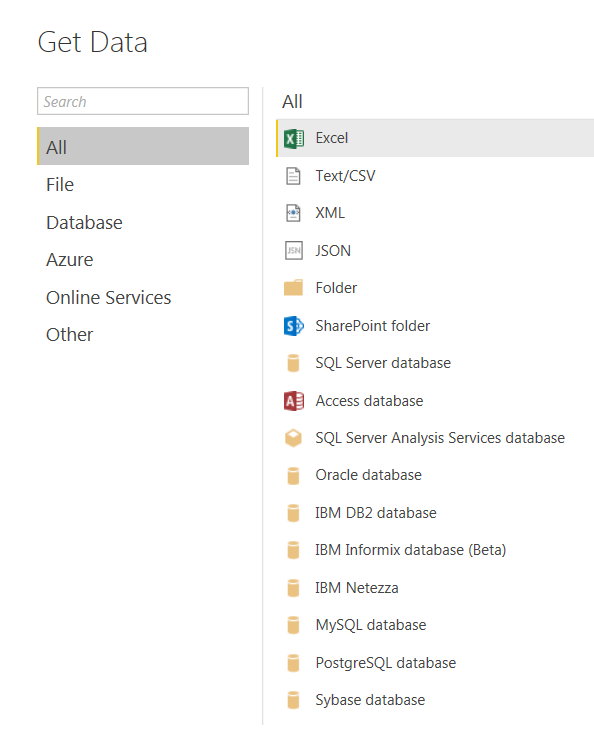 Get Data
Search
All
File
Database
Azure
Online Services
Other
All
Excel
Text/CSV
XML
JSON
JSN
Folder
SharePoint folder
SQL Server database
Access database
SQL Server Analysis Services database
Oracle database
IBM DB2 database
IBM Informix database (Beta)
IBM Netezza
MySQL database
PostgreSQL database
Sybase database